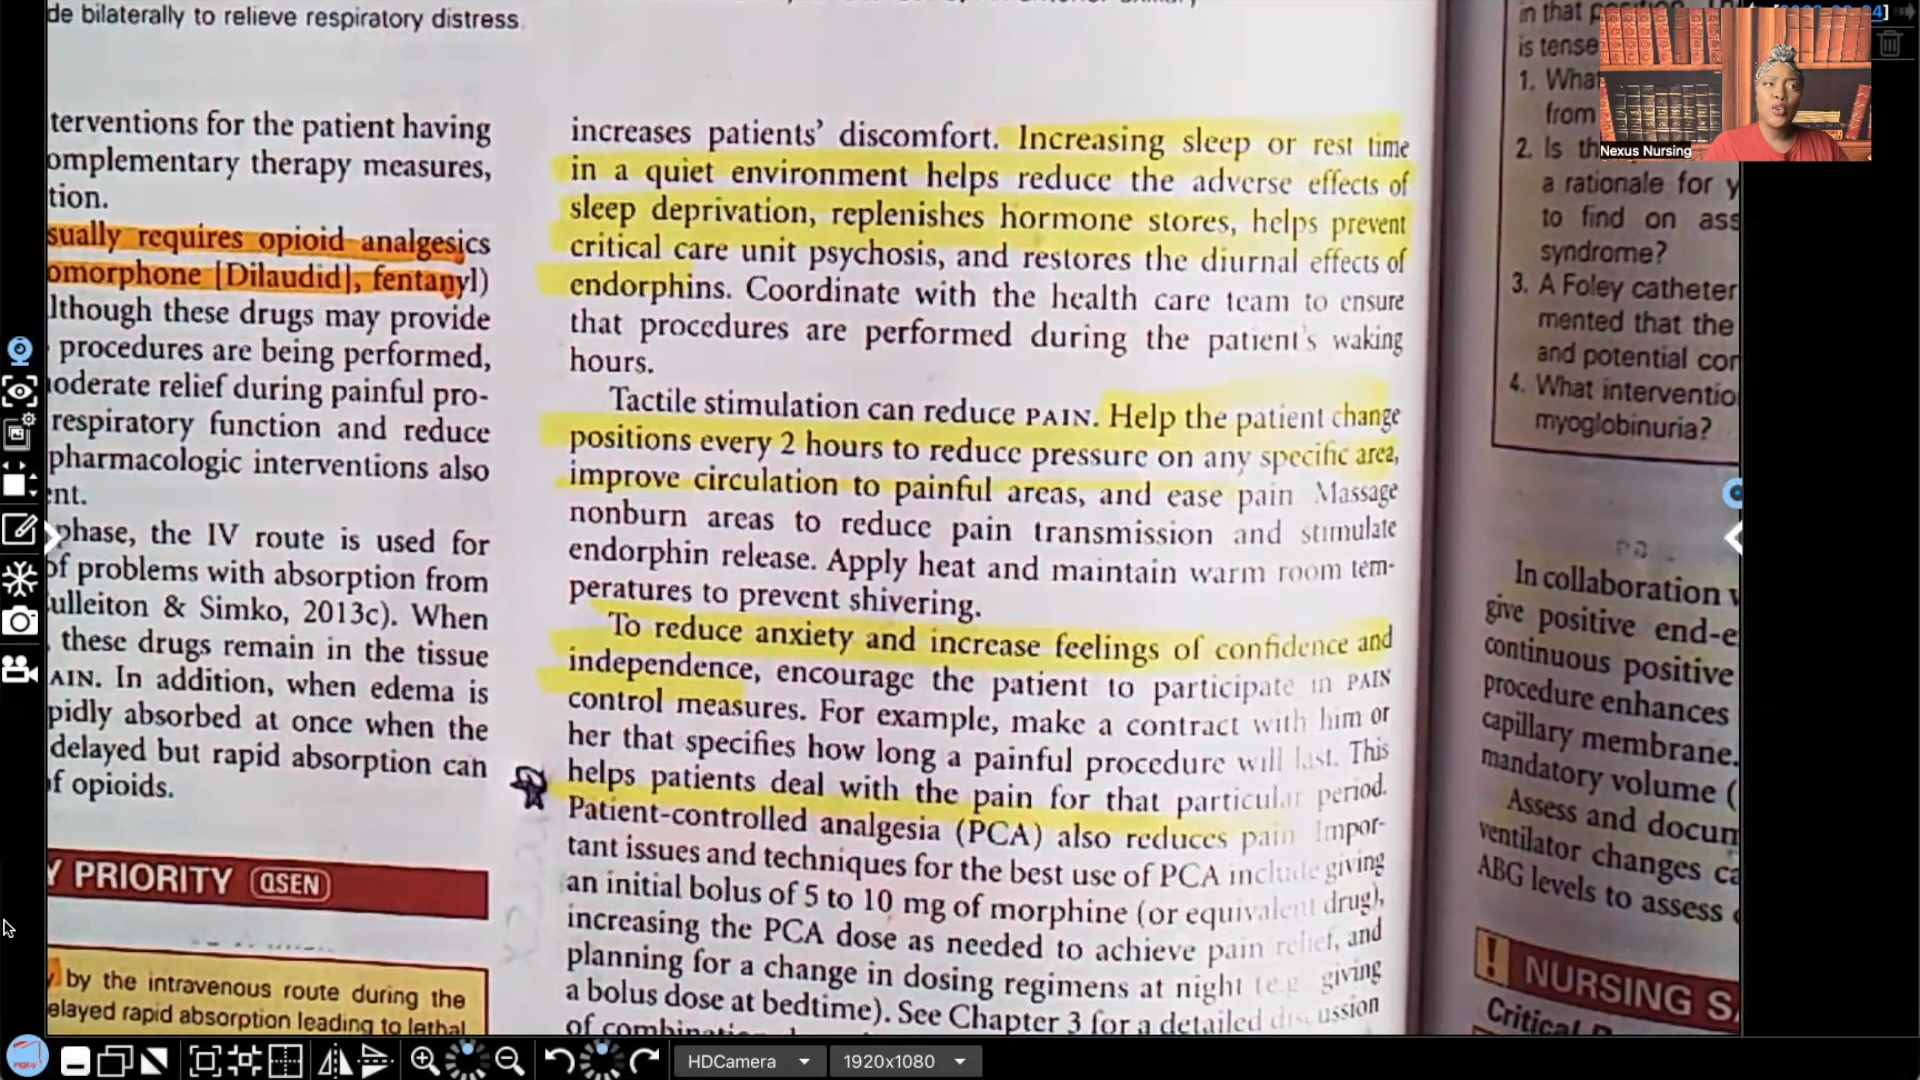 de bilaterally to relieve respiratory distress
terventions for the patient having
omplementary therapy measures,
tion.
sually requires opioid analgesics
omorphone [Dilaudid], fentanyl)
lthough these drugs may provide
procedures are being performed,
oderate relief during painful pro-
respiratory function and reduce
pharmacologic interventions also
ent.
phase, the IV route is used for
of problems with absorption from
ulleiton & Simko, 2013c). When
these drugs remain in the tissue
AIN. In addition, when edema is
pidly absorbed at once when the
delayed but rapid absorption can
f opioids.
Y PRIORITY QSEN
y by the intravenous route during the
elayed rapid absorption leading to lethal
increases patients' discomfort. Increasing sleep or rest time
in a quiet environment helps reduce the adverse effects of
sleep deprivation, replenishes hormone stores, helps prevent
critical care unit psychosis, and restores the diurnal effects of
endorphins. Coordinate with the health care team to ensure
that procedures are performed during the patient's waking
hours.
Tactile stimulation can reduce PAIN. Help the patient change
positions every 2 hours to reduce pressure on any specific area,
improve circulation to painful areas, and ease pain. Massage
nonburn areas to reduce pain transmission and stimulate
endorphin release. Apply heat and maintain warm room tem-
peratures to prevent shivering.
To reduce anxiety and increase feelings of confidence and
independence, encourage the patient to participate in PAIN
control measures. For example, make a contract with him or
her that specifies how long a painful procedure will last. This
helps patients deal with the pain for that particular period.
Patient-controlled analgesia (PCA) also reduces pain. Impor-
tant issues and techniques for the best use of PCA include giving
an initial bolus of 5 to 10 mg of morphine (or equivalent drug),
increasing the PCA dose as needed to achieve pain relief, and
planning for a change in dosing regimens at night (e.g. giving
a bolus dose at bedtime). See Chapter 3 for a detailed discussion
in that
is tense
1. Wha
from
2. Is th
a rationale for y
to find on ass
syndrome?
3. A Foley catheter
mented that the
and potential cor
4. What interventio
myoglobinuria?
In collaboration w
give positive end-e
continuous positive
procedure enhances
capillary membrane.
mandatory volume (
Assess and docum
ventilator changes ca
ABG levels to assess
! NURSING SA
Critical
Nexus Nursing
HDCamera
1920x1080